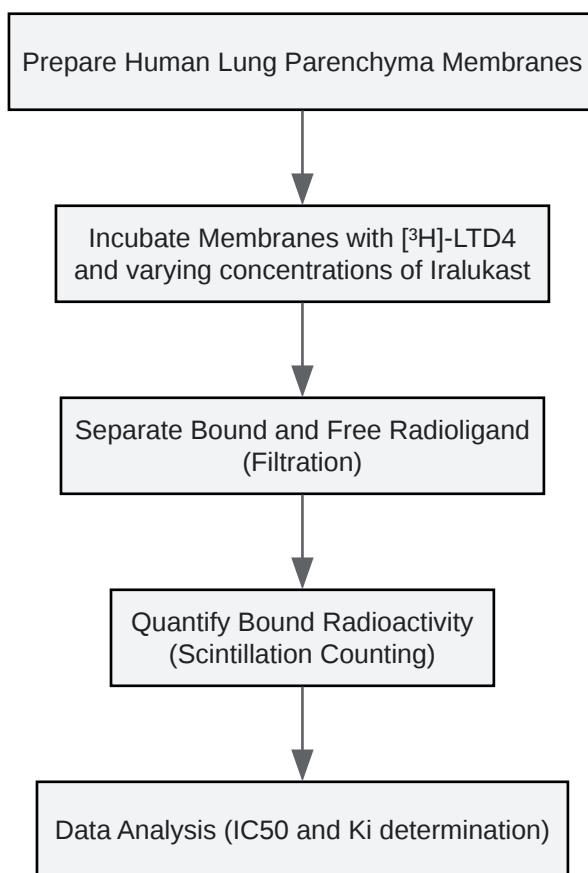 Prepare Human Lung Parenchyma Membranes
Incubate Membranes with [³H]-LTD4
and varying concentrations of Iralukast
Separate Bound and Free Radioligand
(Filtration)
Quantify Bound Radioactivity
(Scintillation Counting)
Data Analysis (IC50 and Ki determination)